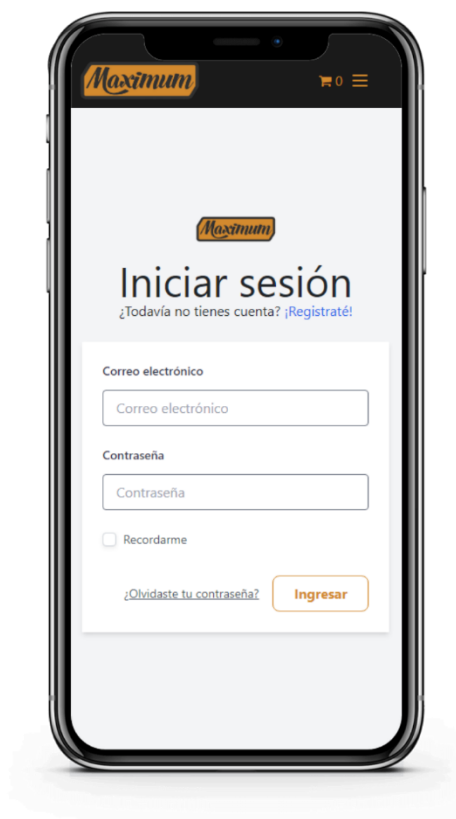 Maximum
0
Maximum
Iniciar sesión
¿Todavía no tienes cuenta? ¡Registraté!
Correo electrónico
Correo electrónico
Contraseña
Contraseña
Recordarme
¿Olvidaste tu contraseña? Ingresar